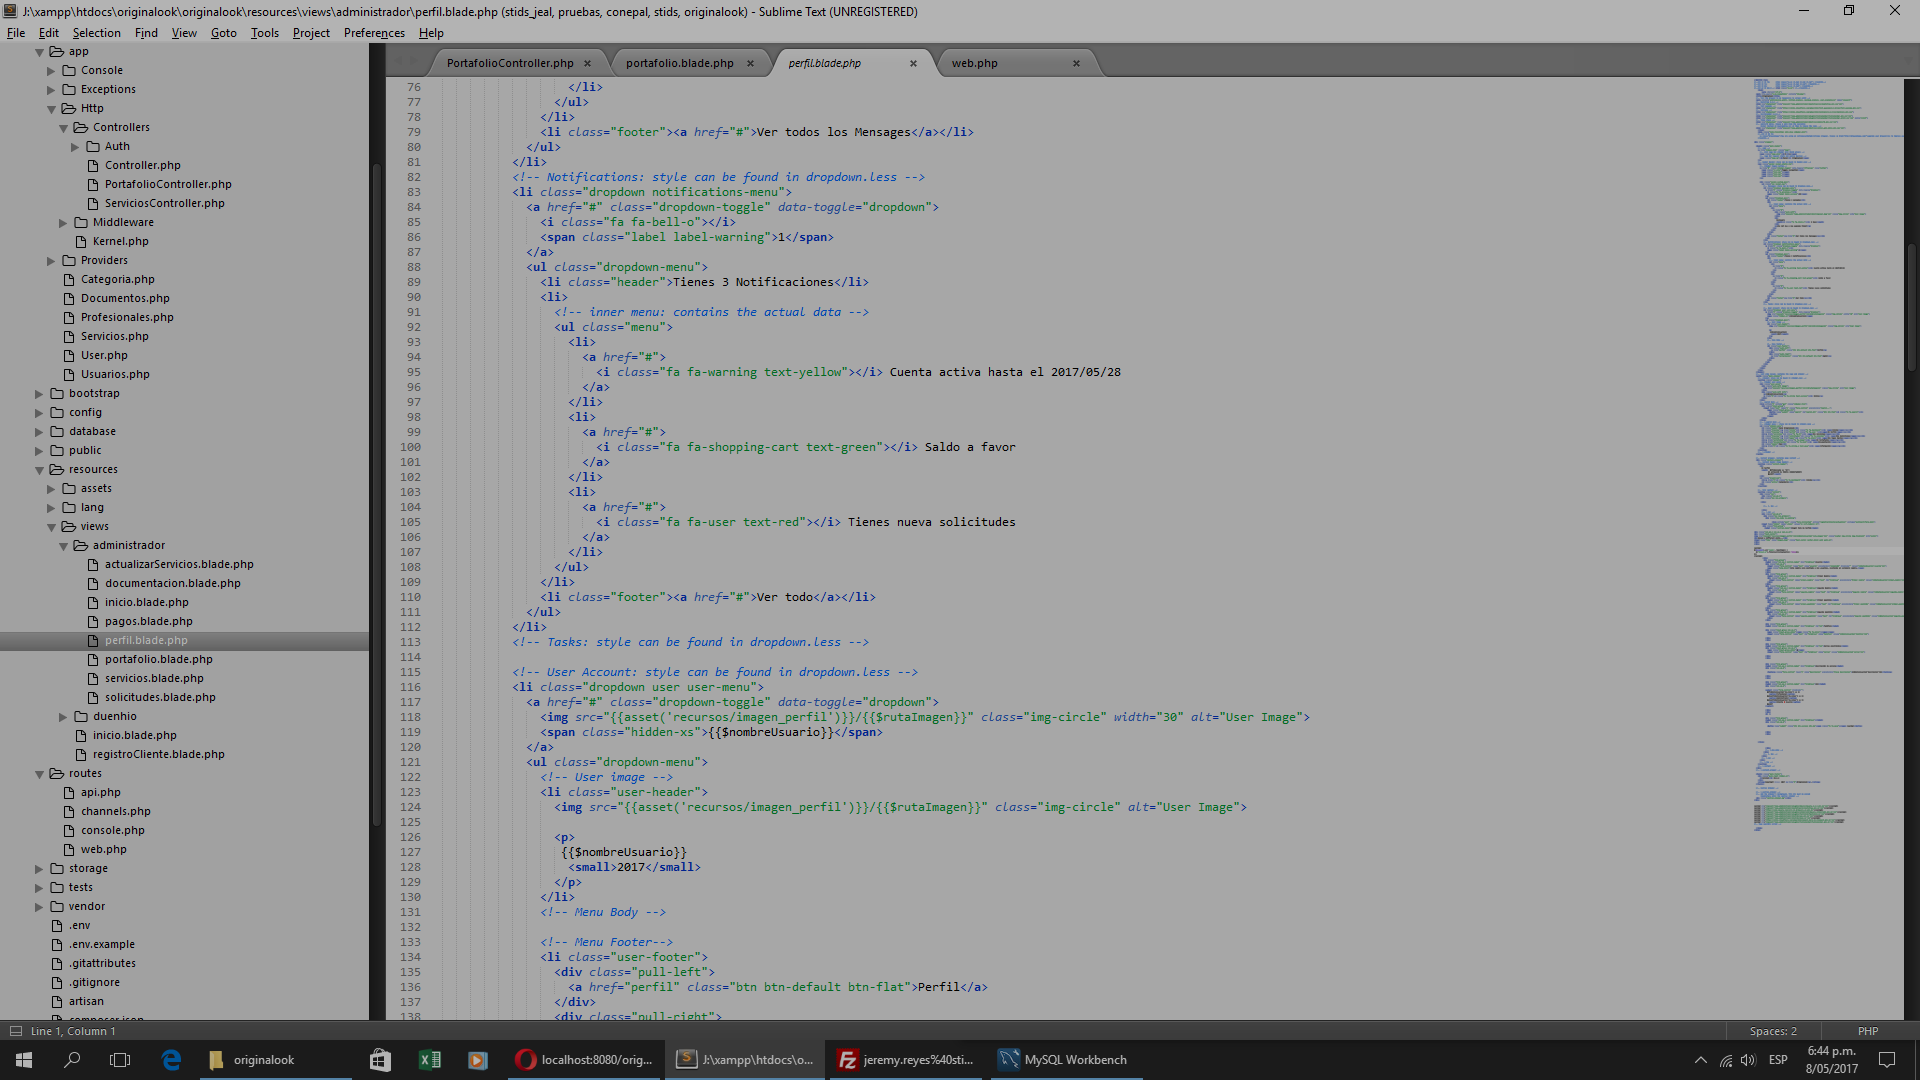 J:\xampp\htdocs\originalook\originalook\resources\views\administrador\perfil.blade.php (stids_jeal, pruebas, conepal, stids, originalook) - Sublime Text (UNREGISTERED)
File Edit Selection Find View Goto Tools Project Preferences Help
app
Console
Exceptions
Http
Controllers
Auth
Controller.php
PortafolioController.php
ServiciosController.php
Middleware
Kernel.php
Providers
Categoria.php
Documentos.php
Profesionales.php
Servicios.php
User.php
Usuarios.php
bootstrap
config
database
public
resources
assets
lang
views
administrador
actualizarServicios.blade.php
documentacion.blade.php
inicio.blade.php
pagos.blade.php
perfil.blade.php
portafolio.blade.php
servicios.blade.php
solicitudes.blade.php
duenhio
inicio.blade.php
registroCliente.blade.php
routes
api.php
channels.php
console.php
web.php
storage
tests
vendor
.env
.env.example
.gitattributes
.gitignore
artisan
composer.json
PortafolioController.php × portafolio.blade.php × perfil.blade.php × web.php ×
76 </li>
77 </ul>
78 </li>
79 <li class="footer"><a href="#">Ver todos los Mensages</a></li>
80 </ul>
81 </li>
82 <!-- Notifications: style can be found in dropdown.less -->
83 <li class="dropdown notifications-menu">
84 <a href="#" class="dropdown-toggle" data-toggle="dropdown">
85 <i class="fa fa-bell-o"></i>
86 <span class="label label-warning">1</span>
87 </a>
88 <ul class="dropdown-menu">
89 <li class="header">Tienes 3 Notificaciones</li>
90 <li>
91 <!-- inner menu: contains the actual data -->
92 <ul class="menu">
93 <li>
94 <a href="#">
95 <i class="fa fa-warning text-yellow"></i> Cuenta activa hasta el 2017/05/28
96 </a>
97 </li>
98 <li>
99 <a href="#">
100 <i class="fa fa-shopping-cart text-green"></i> Saldo a favor
101 </a>
102 </li>
103 <li>
104 <a href="#">
105 <i class="fa fa-user text-red"></i> Tienes nueva solicitudes
106 </a>
107 </li>
108 </ul>
109 </li>
110 <li class="footer"><a href="#">Ver todo</a></li>
111 </ul>
112 </li>
113 <!-- Tasks: style can be found in dropdown.less -->
114
115 <!-- User Account: style can be found in dropdown.less -->
116 <li class="dropdown user user-menu">
117 <a href="#" class="dropdown-toggle" data-toggle="dropdown">
118 <img src="{{asset('recursos/imagen_perfil')}}/{{$rutaImagen}}" class="img-circle" width="30" alt="User Image">
119 <span class="hidden-xs">{{$nombreUsuario}}</span>
120 </a>
121 <ul class="dropdown-menu">
122 <!-- User image -->
123 <li class="user-header">
124 <img src="{{asset('recursos/imagen_perfil')}}/{{$rutaImagen}}" class="img-circle" alt="User Image">
125
126 <p>
127 {{$nombreUsuario}}
128 <small>2017</small>
129 </p>
130 </li>
131 <!-- Menu Body -->
132
133 <!-- Menu Footer-->
134 <li class="user-footer">
135 <div class="pull-left">
136 <a href="perfil" class="btn btn-default btn-flat">Perfil</a>
137 </div>
138 <div class="pull-right">
Line 1, Column 1 Spaces: 2 PHP
originalook localhost:8080/orig... J:\xampp\htdocs\o... jeremy.reyes%40sti... MySQL Workbench ESP 6:44 p.m.
8/05/2017